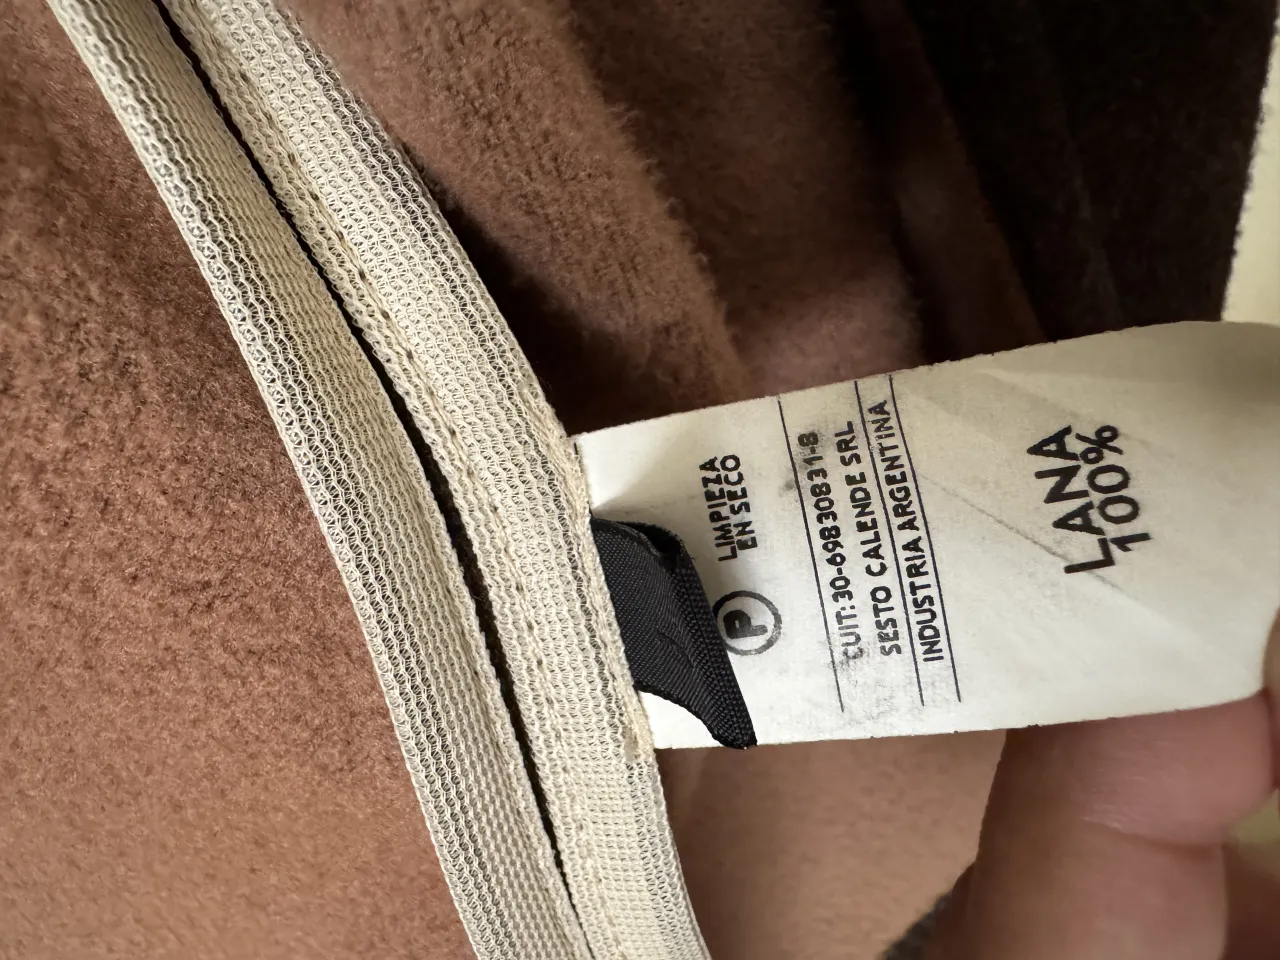 LIMPIEZA
EN SECO
P
CUIT: 30-69830831-8
SESTO CALENDE SRL
INDUSTRIA ARGENTINA
LANA
100%